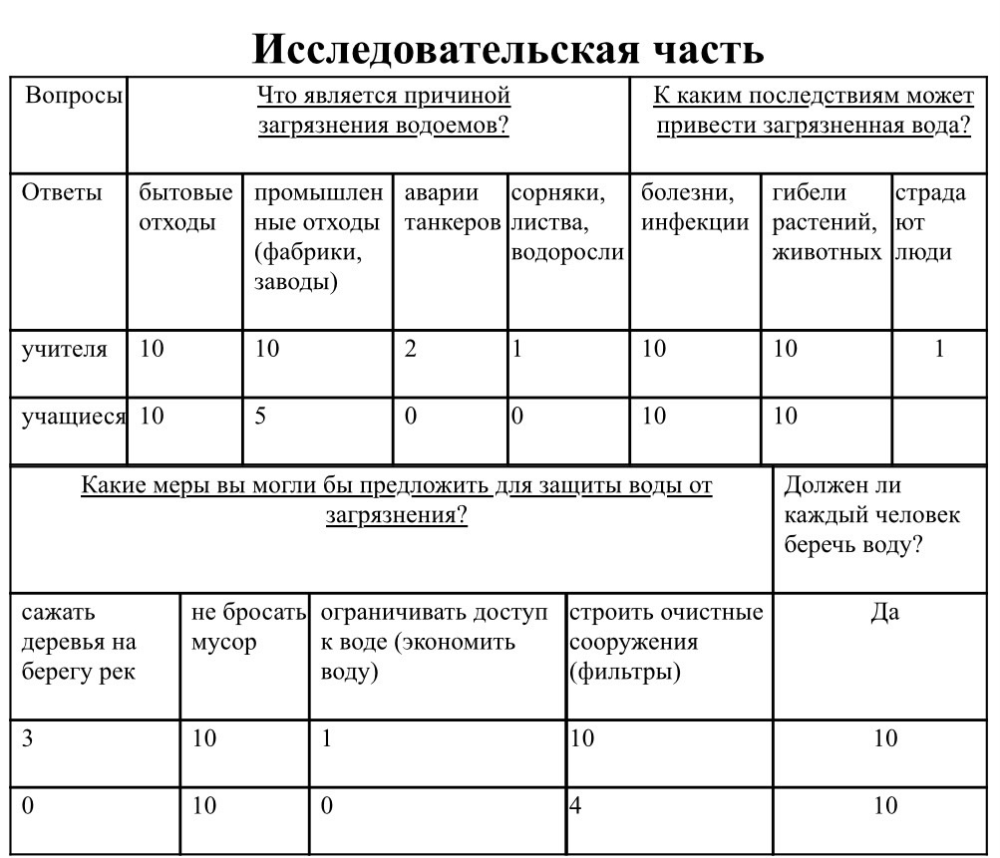 Исследовательская часть
Вопросы
Что является причиной
загрязнения водоемов?
К каким последствиям может
привести загрязненная вода?
Ответы
бытовые
отходы
промышлен
ные отходы
(фабрики,
заводы)
аварии
танкеров
сорняки,
листва,
водоросли
болезни,
инфекции
гибели
растений,
животных
страда
ют
люди
учителя 10 10 2 1 10 10 1
учащиеся 10 5 0 0 10 10
Какие меры вы могли бы предложить для защиты воды от
загрязнения?
Должен ли
каждый человек
беречь воду?
сажать
деревья на
берегу рек
не бросать
мусор
ограничивать доступ
к воде (экономить
воду)
строить очистные
сооружения
(фильтры)
Да
3 10 1 10 10
0 10 0 4 10